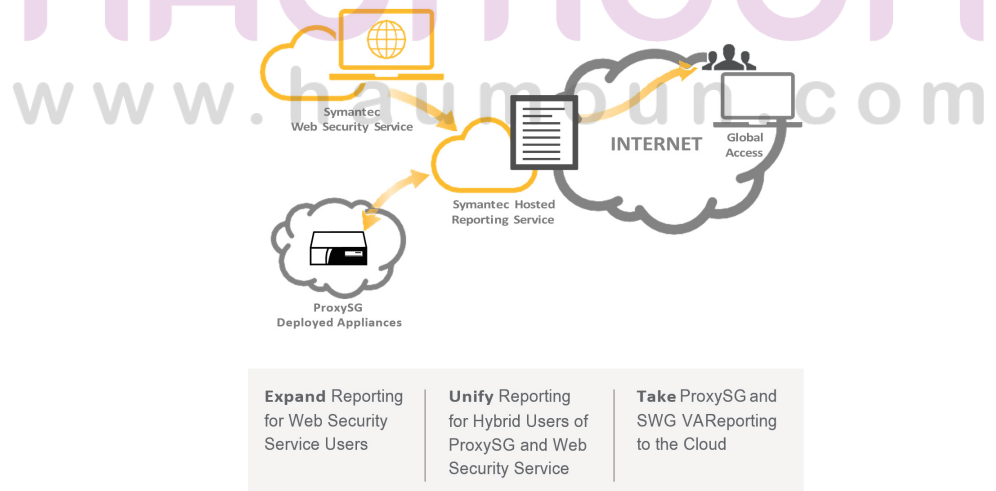 www.haumoun.com
Symantec
Web Security Service
INTERNET
Global
Access
Symantec Hosted
Reporting Service
ProxySG
Deployed Appliances
Expand Reporting
for Web Security
Service Users
Unify Reporting
for Hybrid Users of
ProxySG and Web
Security Service
Take ProxySG and
SWG VAReporting
to the Cloud